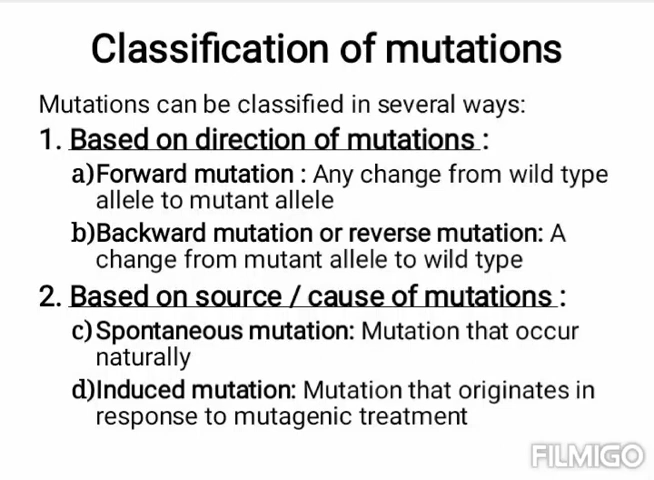 Classification of mutations
Mutations can be classified in several ways:
1. Based on direction of mutations :
a)Forward mutation : Any change from wild type
allele to mutant allele
b)Backward mutation or reverse mutation: A
change from mutant allele to wild type
2. Based on source / cause of mutations :
c)Spontaneous mutation: Mutation that occur
naturally
d)Induced mutation: Mutation that originates in
response to mutagenic treatment
FILMIGO